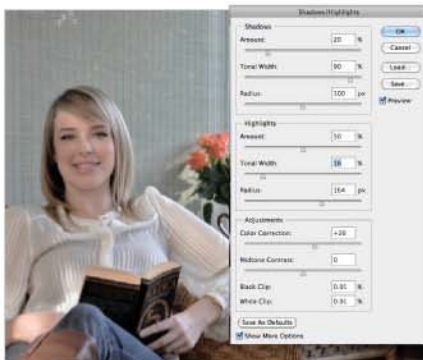 Shadows/Highlights
Shadows
Amount: 20 %
Tonal Width: 90 %
Radius: 100 px
Highlights
Amount: 50 %
Tonal Width: 16 %
Radius: 164 px
Adjustments
Color Correction: +20
Midtone Contrast: 0
Black Clip: 0.01 %
White Clip: 0.01 %
Save As Defaults
Show More Options
OK
Cancel
Load...
Save...
Preview